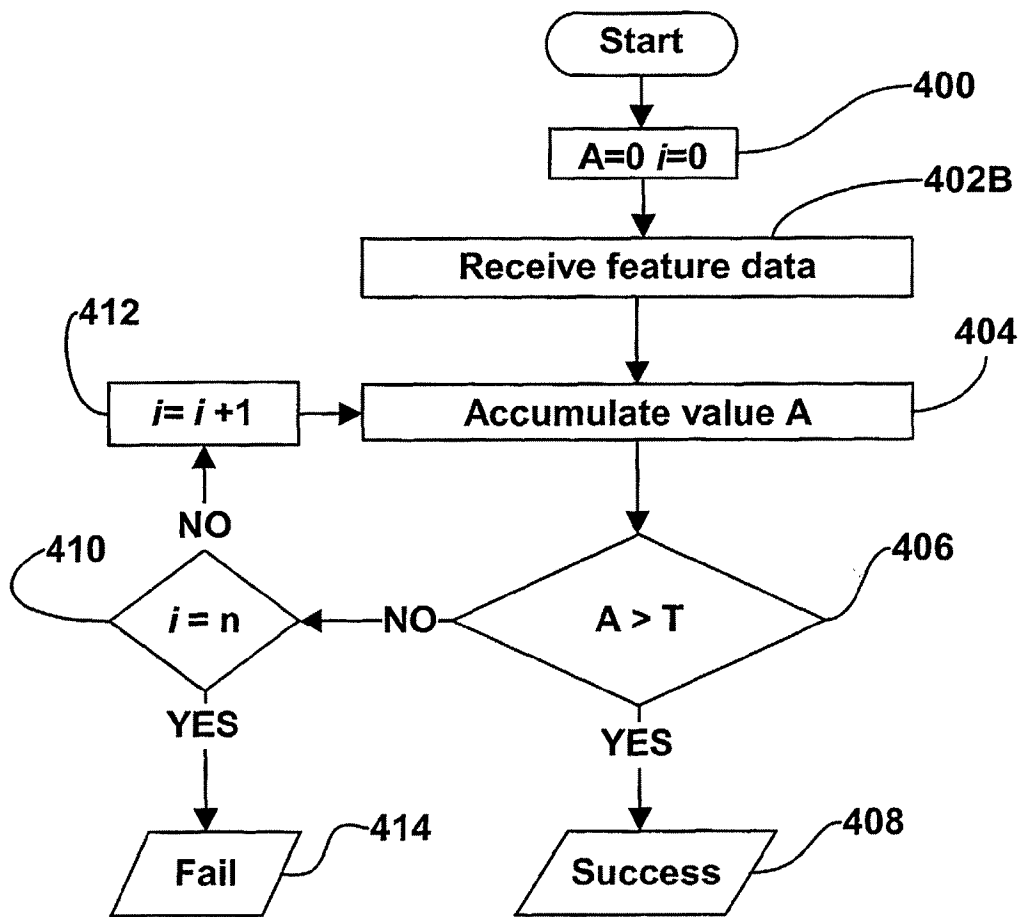 Start
400
A=0 i=0
402B
Receive feature data
412
404
i= i +1
Accumulate value A
NO
410
406
i = n
NO
A > T
YES
YES
414
408
Fail
Success